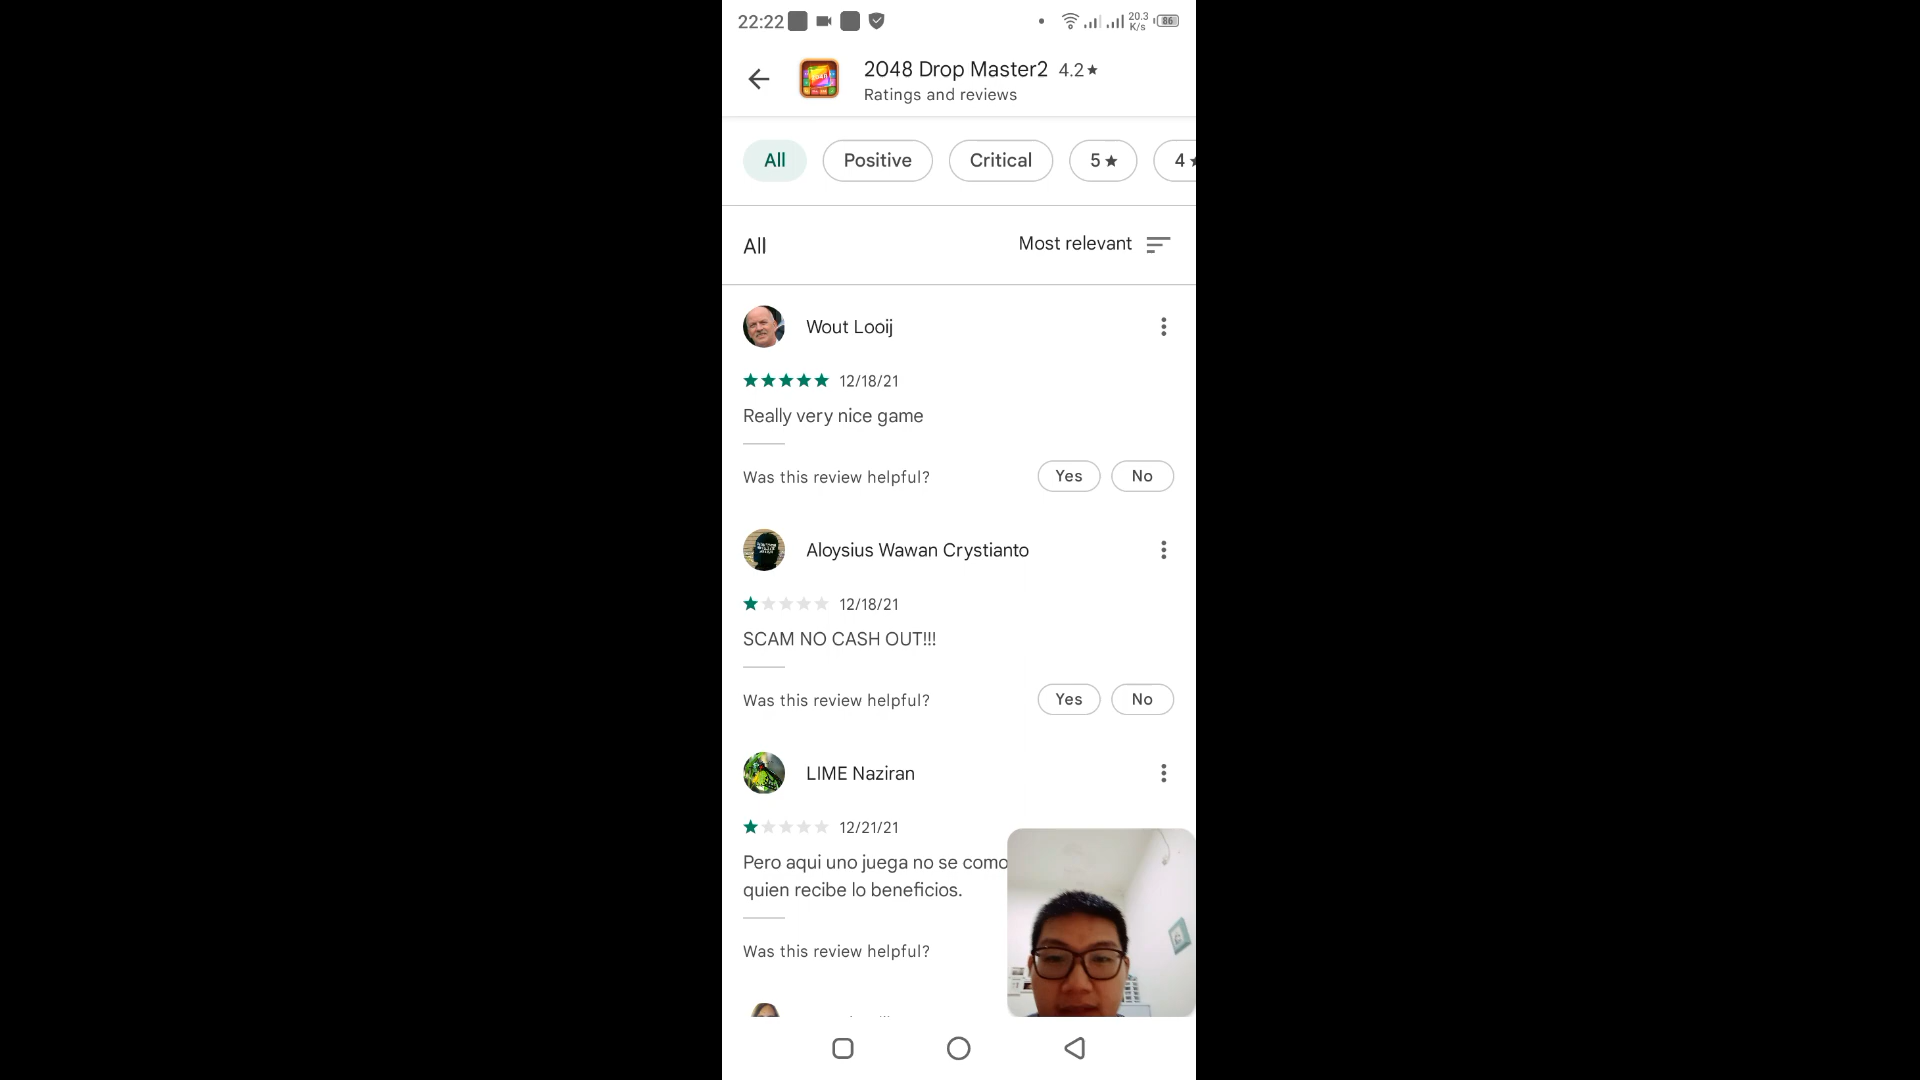 22:22
20.3
K/s
86
2048 Drop Master2 4.2★
Ratings and reviews
All
Positive
Critical
5★
4★
All
Most relevant
Wout Looij
12/18/21
Really very nice game
Was this review helpful?
Yes
No
Aloysius Wawan Crystianto
12/18/21
SCAM NO CASH OUT!!!
Was this review helpful?
Yes
No
LIME Naziran
12/21/21
Pero aqui uno juega no se como
quien recibe lo beneficios.
Was this review helpful?